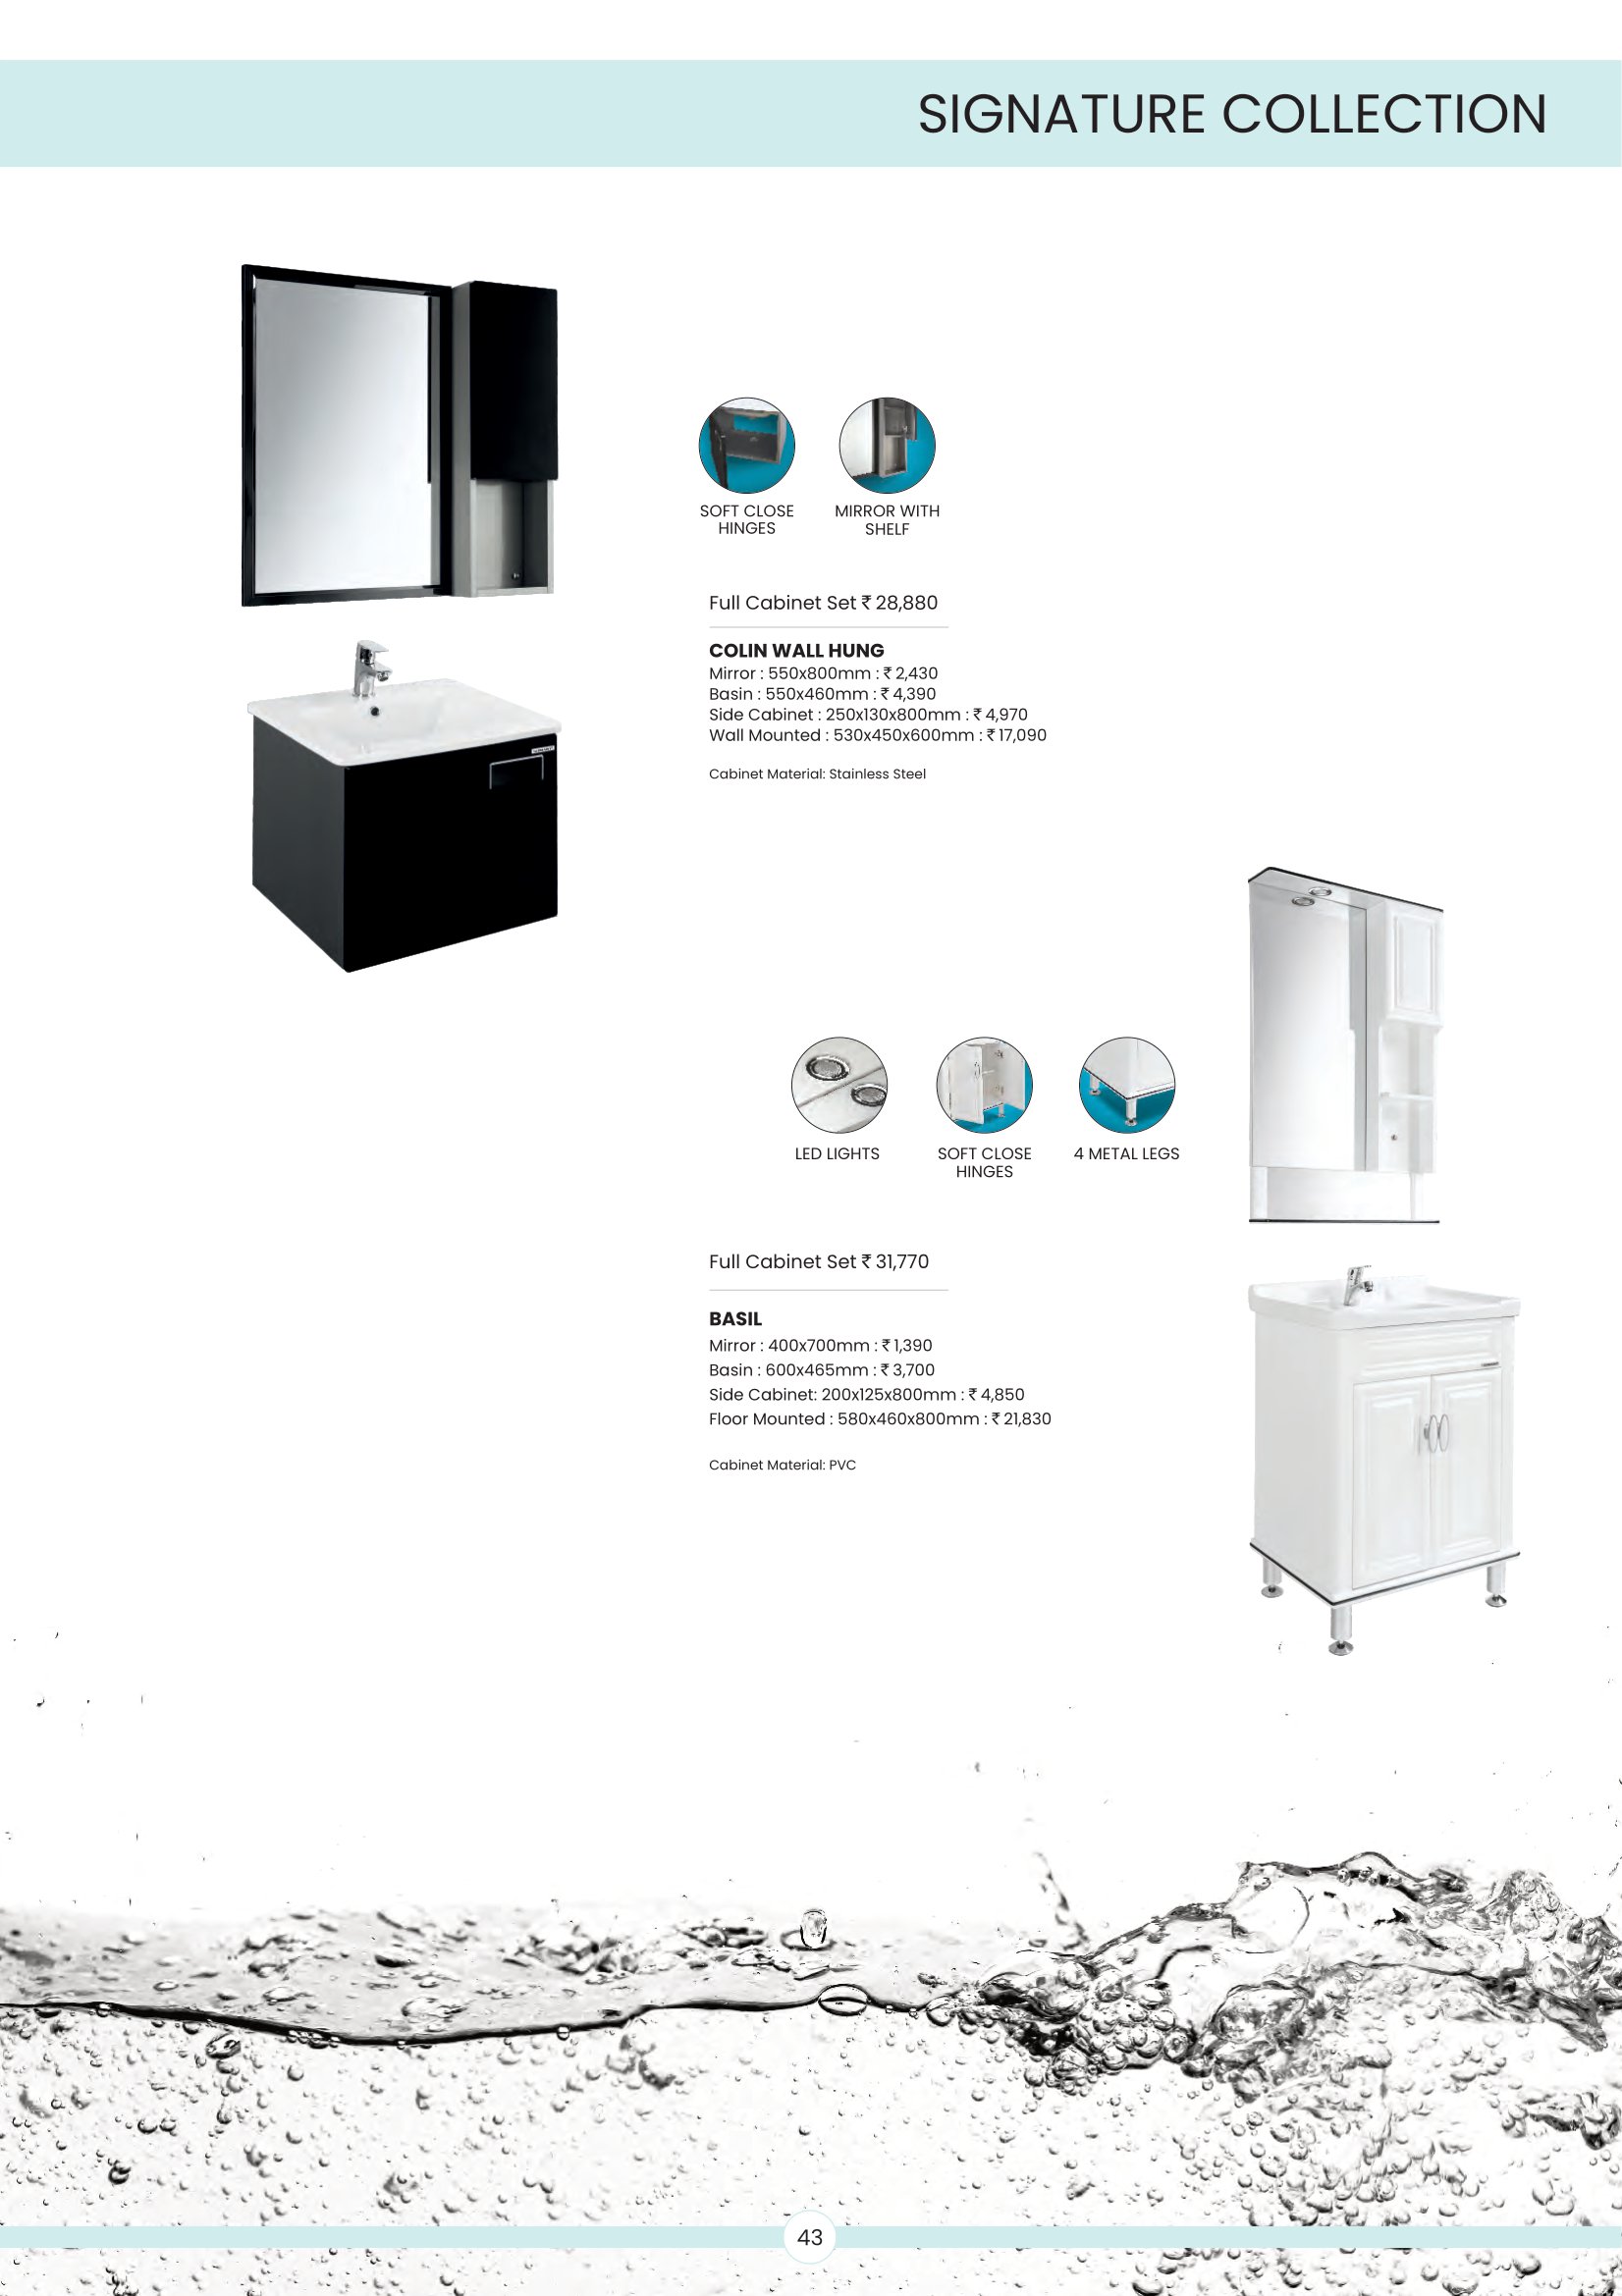 SIGNATURE COLLECTION
SOFT CLOSE
HINGES
MIRROR WITH
SHELF
Full Cabinet Set ₹ 28,880
COLIN WALL HUNG
Mirror : 550x800mm : ₹ 2,430
Basin : 550x460mm : ₹ 4,390
Side Cabinet : 250x130x800mm : ₹ 4,970
Wall Mounted : 530x450x600mm : ₹ 17,090
Cabinet Material: Stainless Steel
LED LIGHTS
SOFT CLOSE
HINGES
4 METAL LEGS
Full Cabinet Set ₹ 31,770
BASIL
Mirror : 400x700mm : ₹ 1,390
Basin : 600x465mm : ₹ 3,700
Side Cabinet: 200x125x800mm : ₹ 4,850
Floor Mounted : 580x460x800mm : ₹ 21,830
Cabinet Material: PVC
43